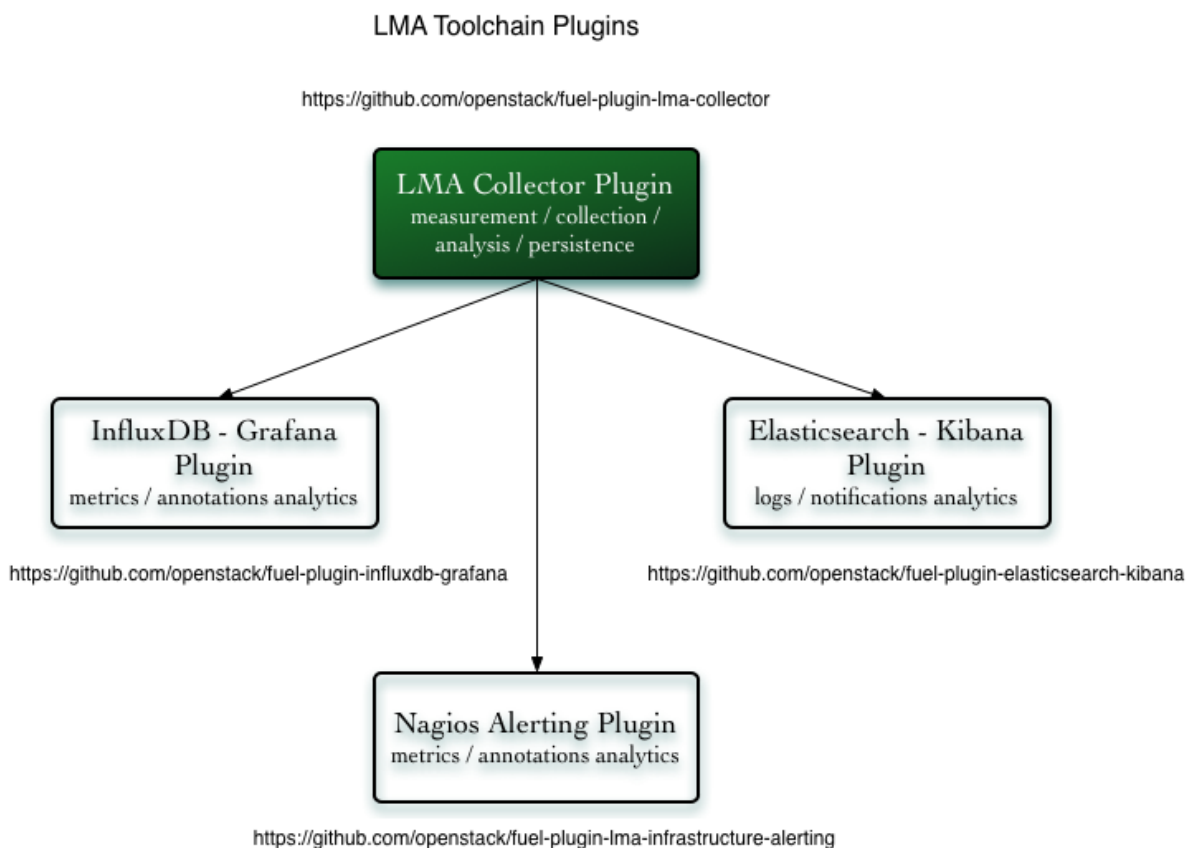 LMA Toolchain Plugins
https://github.com/openstack/fuel-plugin-lma-collector
LMA Collector Plugin
measurement / collection /
analysis / persistence
InfluxDB - Grafana
Plugin
metrics / annotations analytics
https://github.com/openstack/fuel-plugin-influxdb-grafana
Elasticsearch - Kibana
Plugin
logs / notifications analytics
https://github.com/openstack/fuel-plugin-elasticsearch-kibana
Nagios Alerting Plugin
metrics / annotations analytics
https://github.com/openstack/fuel-plugin-lma-infrastructure-alerting